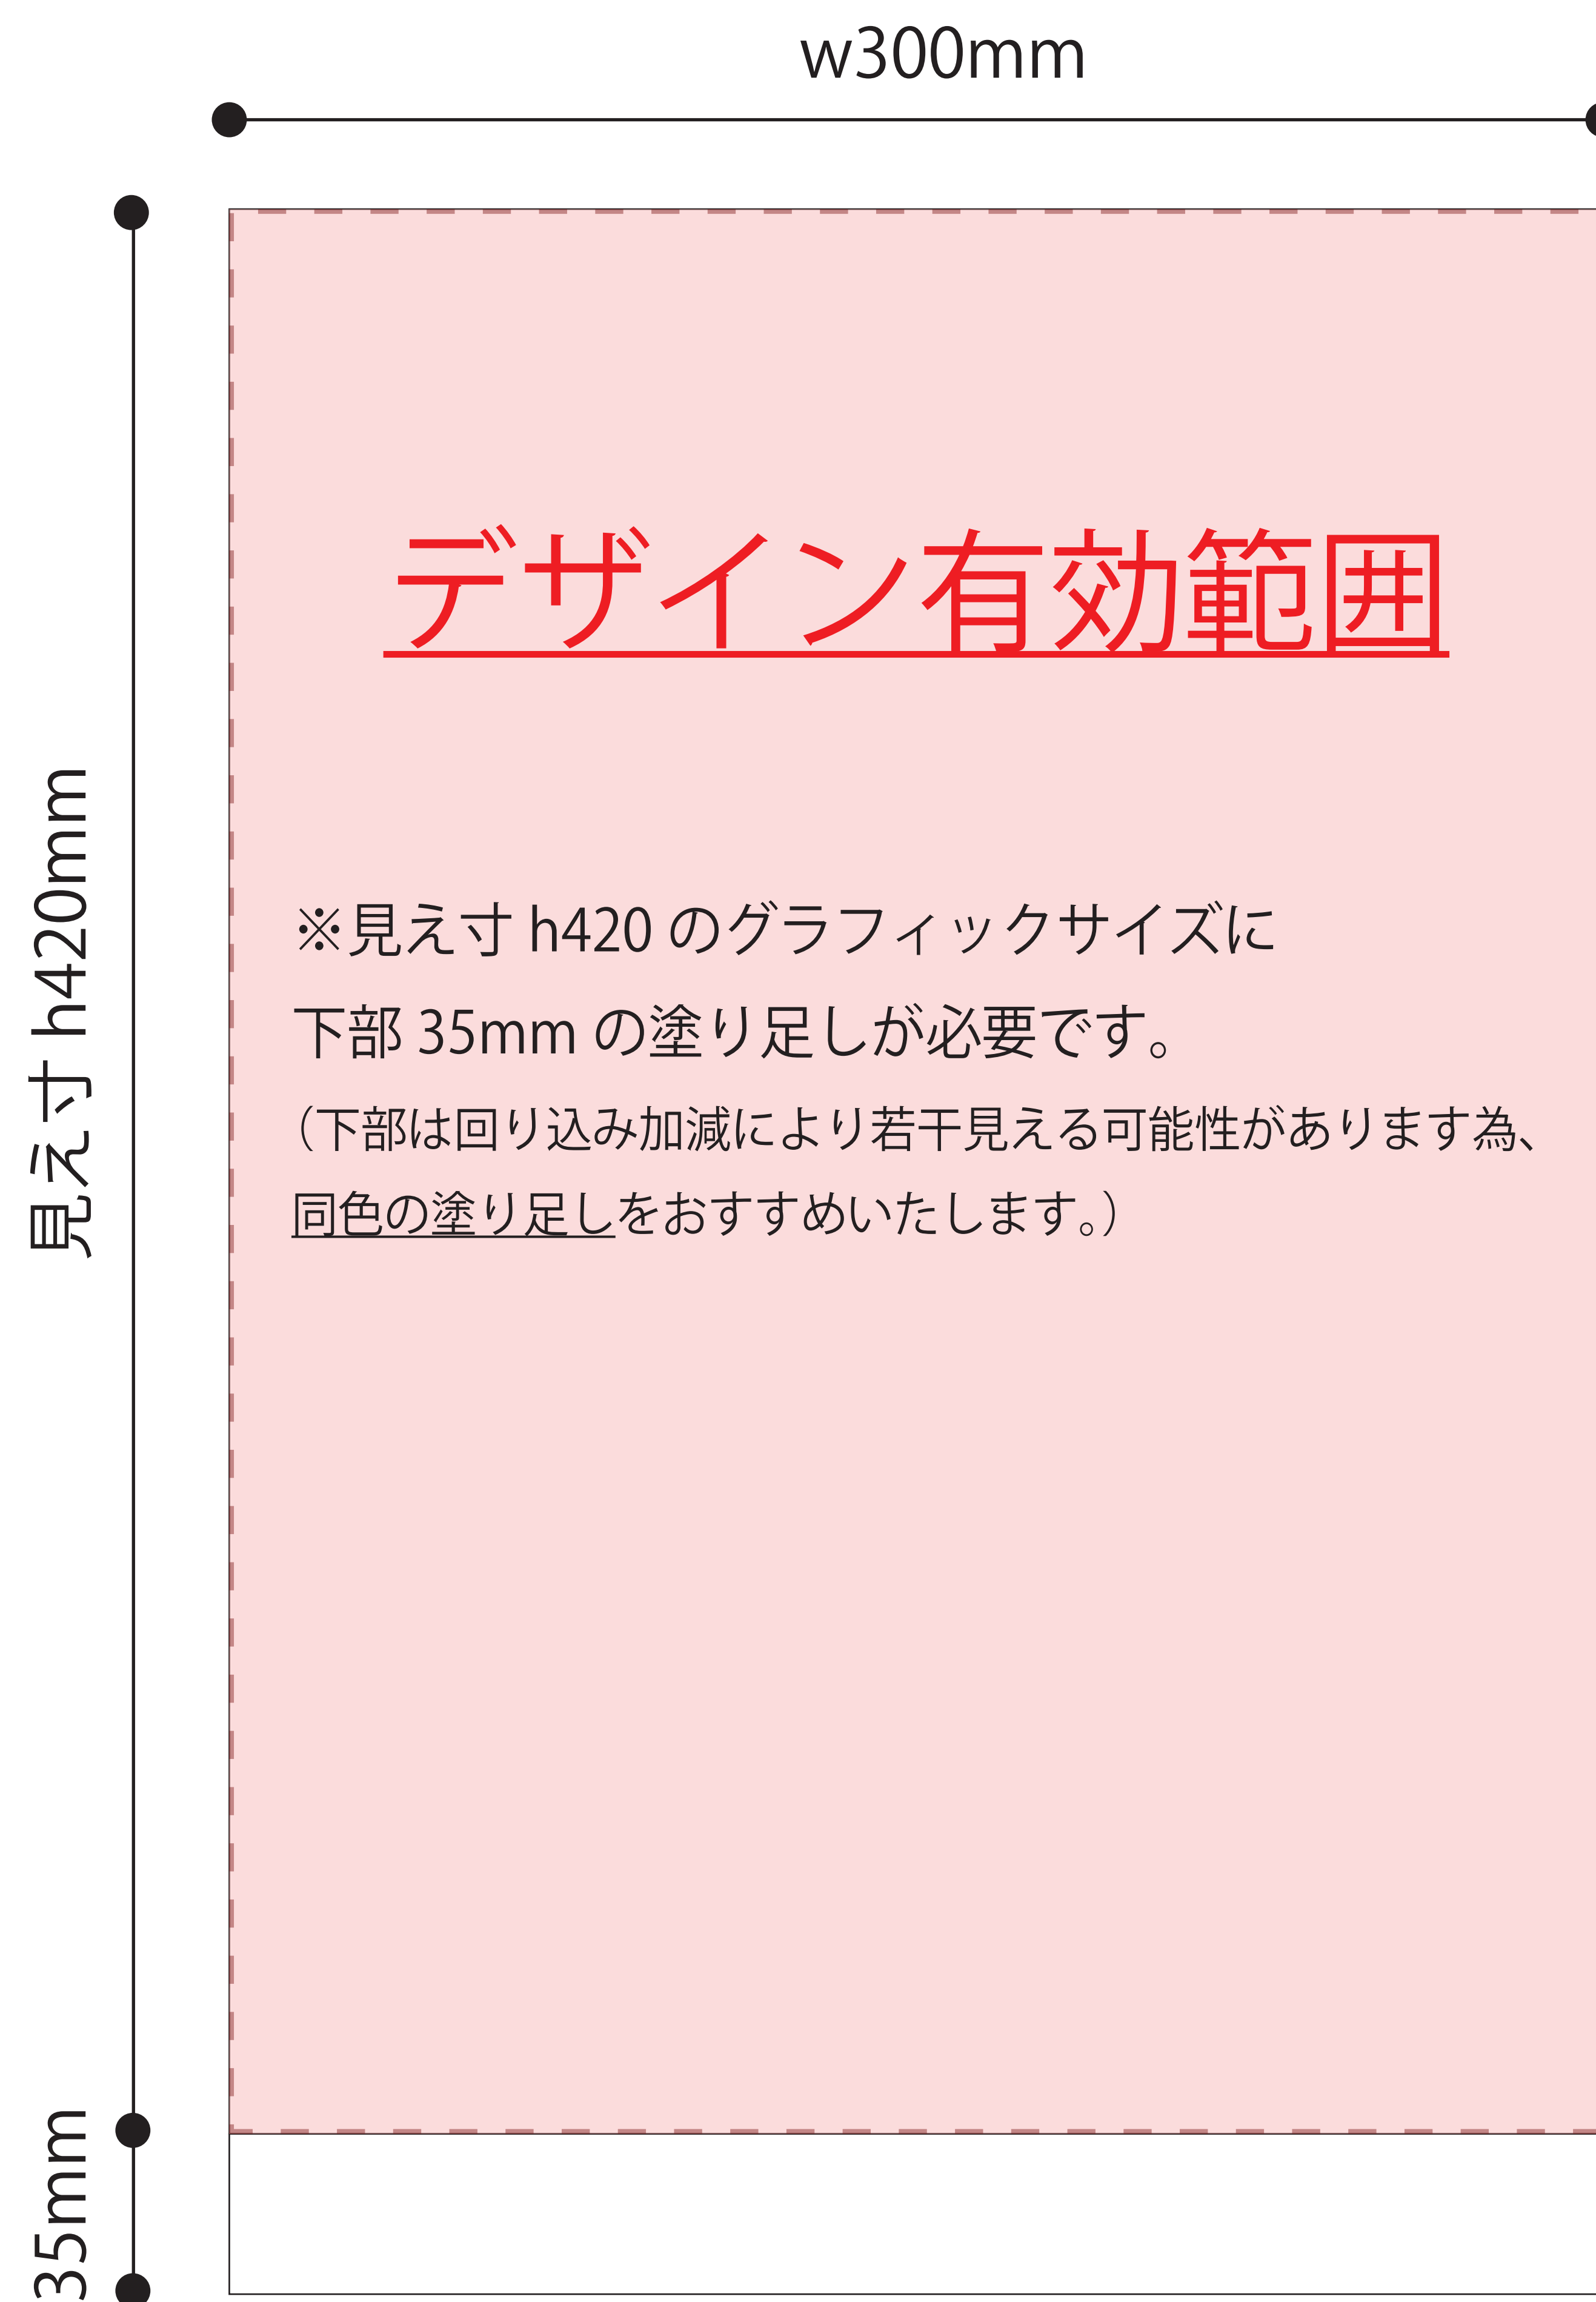 w300mm
デザイン有効範囲
見え寸 h420mm
※見え寸 h420 のグラフィックサイズに
下部 35mm の塗り足しが必要です。
（下部は回り込み加減により若干見える可能性があります為、
同色の塗り足しをおすすめいたします。）
35mm